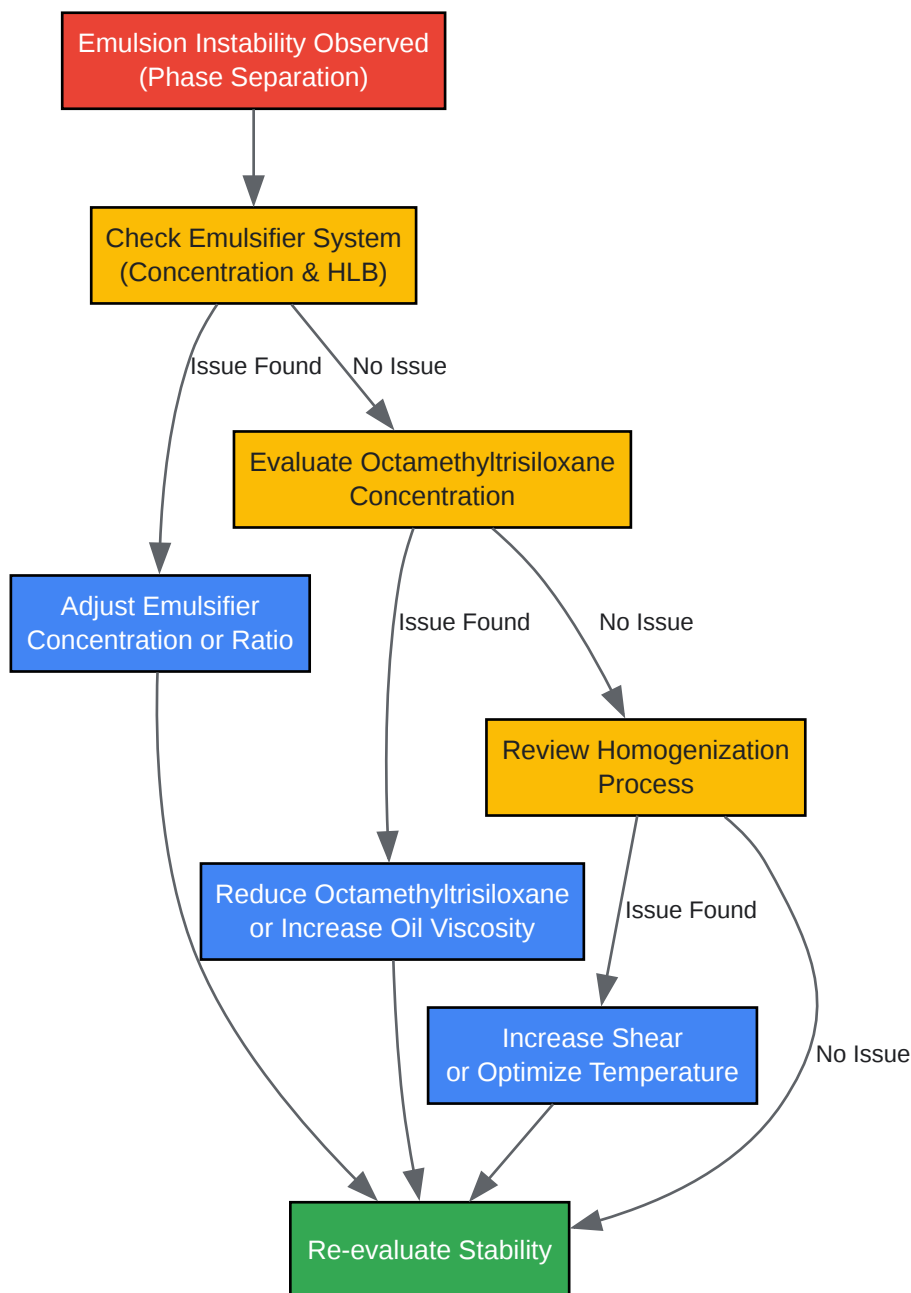 Emulsion Instability Observed
(Phase Separation)
Check Emulsifier System
(Concentration & HLB)
Issue Found
No Issue
Evaluate Octamethyltrisiloxane
Concentration
Adjust Emulsifier
Concentration or Ratio
Issue Found
No Issue
Review Homogenization
Process
Reduce Octamethyltrisiloxane
or Increase Oil Viscosity
Issue Found
Increase Shear
or Optimize Temperature
No Issue
Re-evaluate Stability